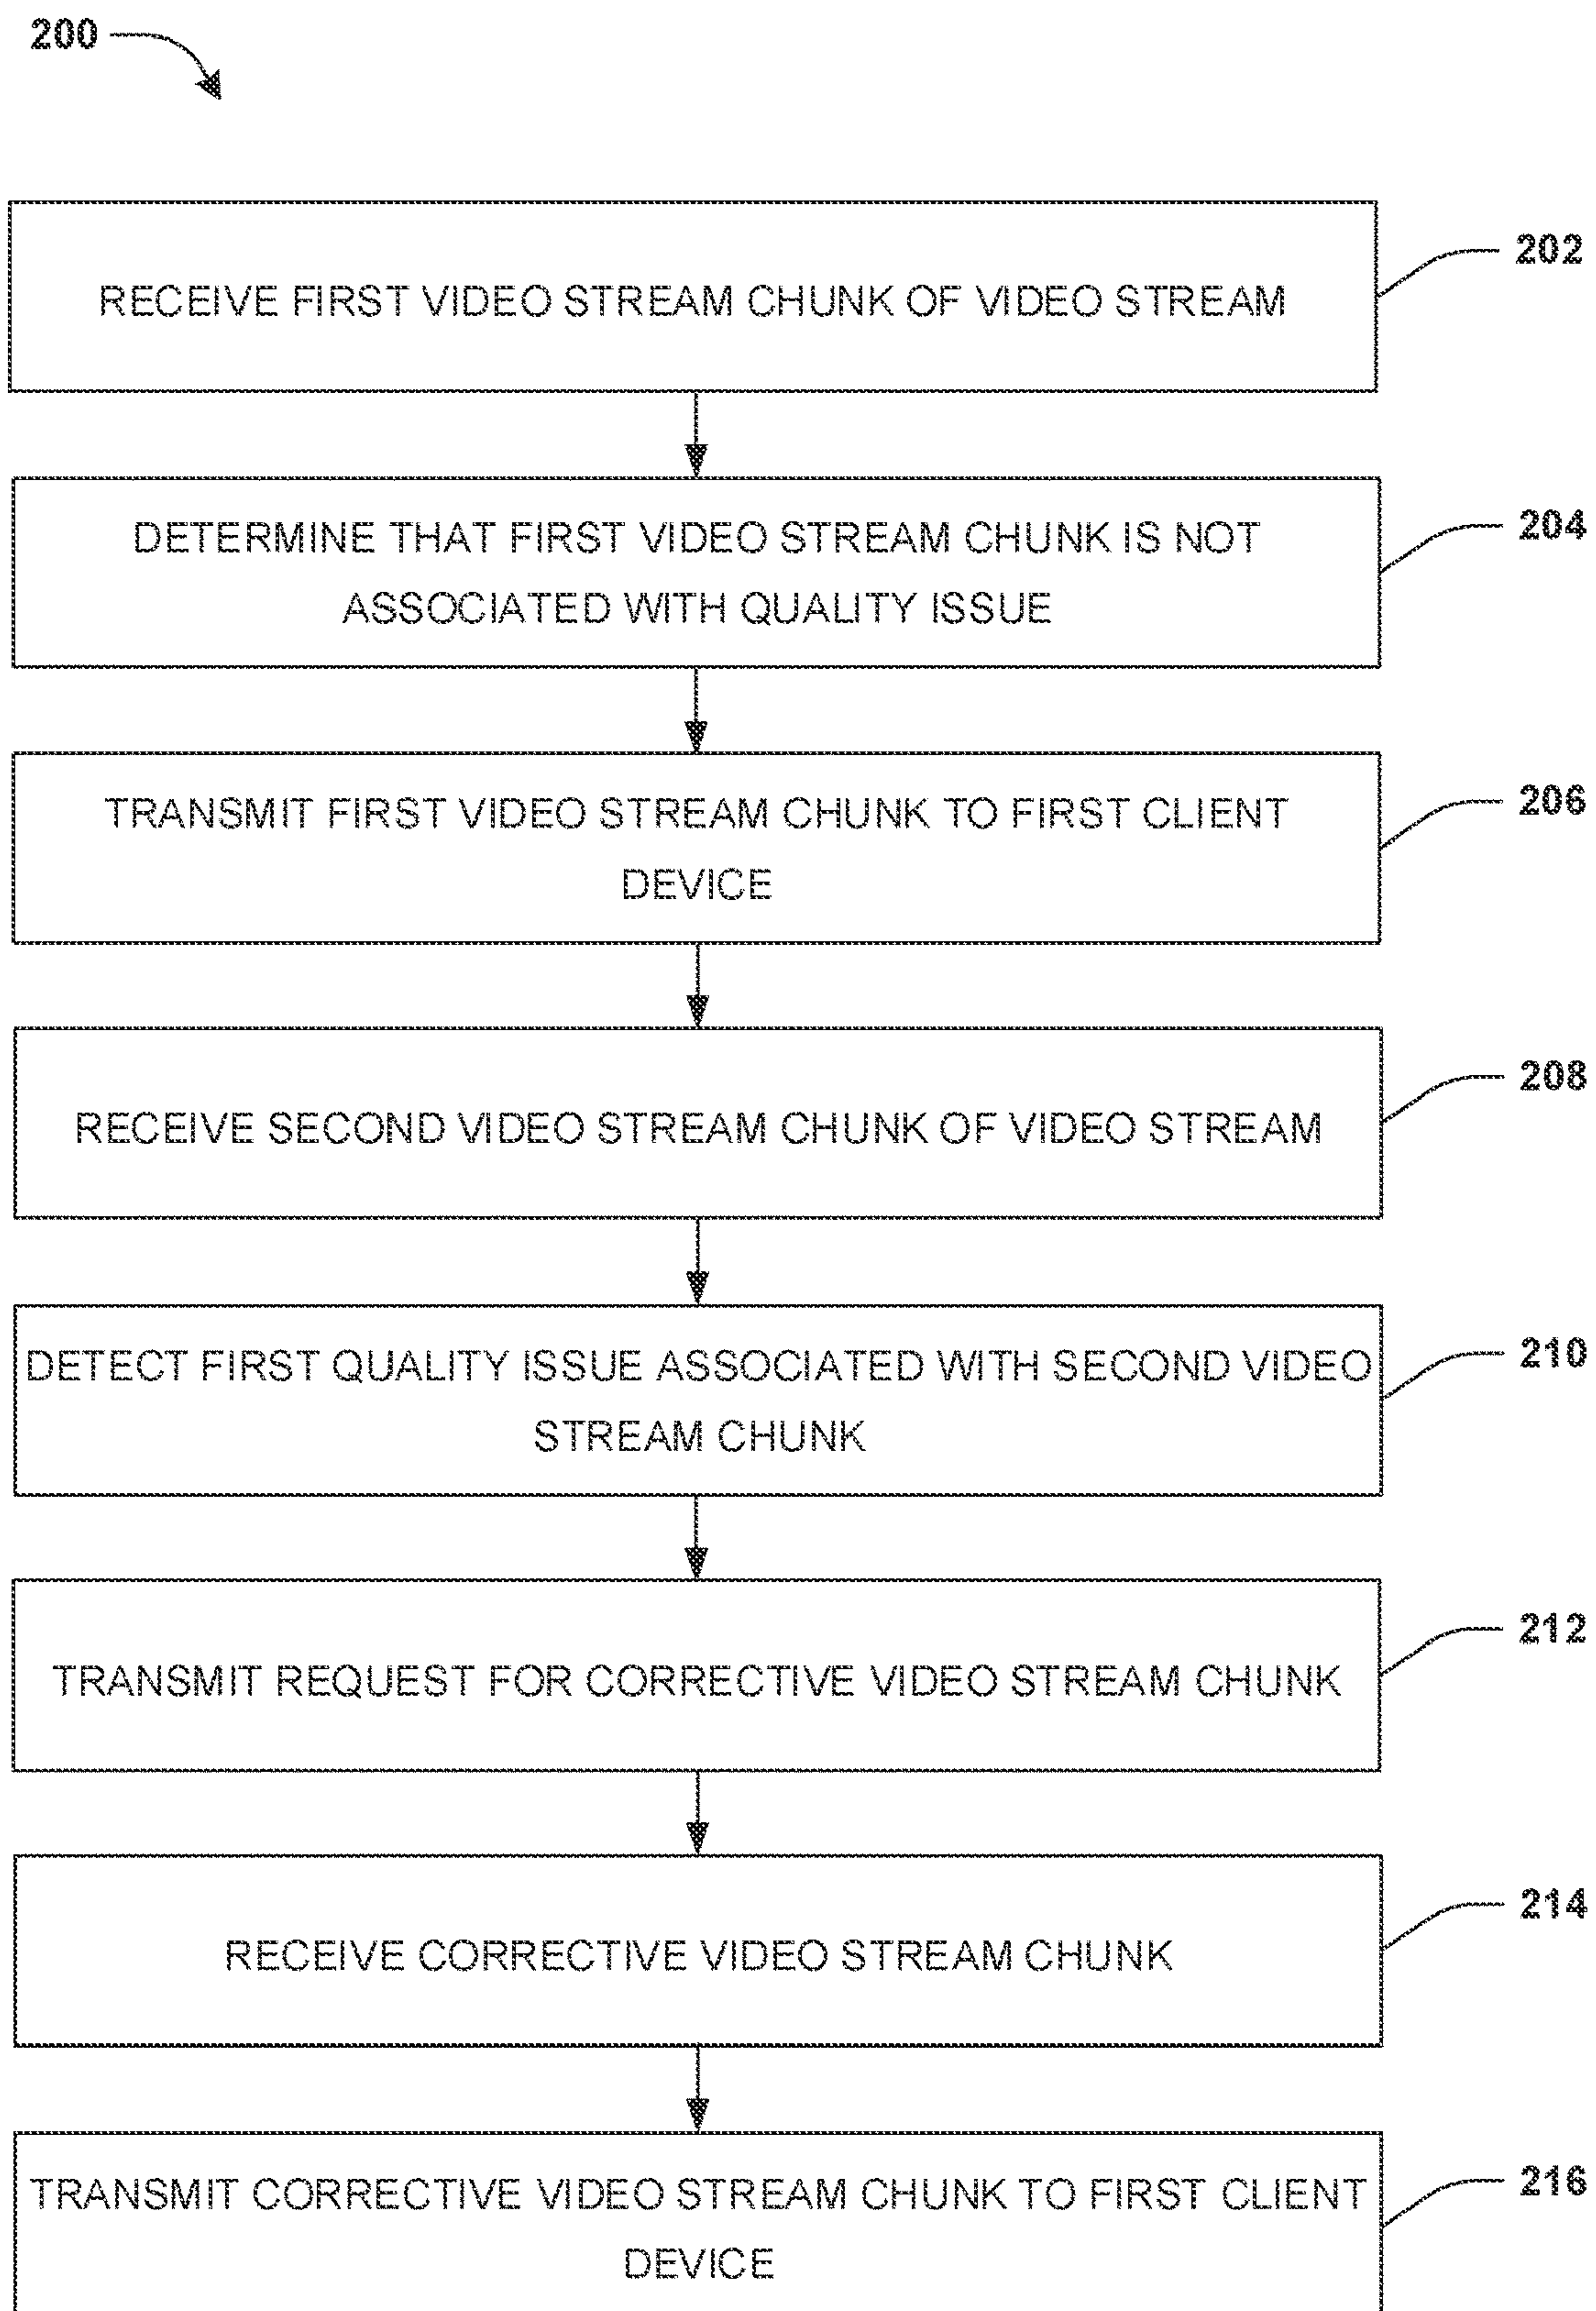 200
RECEIVE FIRST VIDEO STREAM CHUNK OF VIDEO STREAM
202
DETERMINE THAT FIRST VIDEO STREAM CHUNK IS NOT
ASSOCIATED WITH QUALITY ISSUE
204
TRANSMIT FIRST VIDEO STREAM CHUNK TO FIRST CLIENT
DEVICE
206
RECEIVE SECOND VIDEO STREAM CHUNK OF VIDEO STREAM
208
DETECT FIRST QUALITY ISSUE ASSOCIATED WITH SECOND VIDEO
STREAM CHUNK
210
TRANSMIT REQUEST FOR CORRECTIVE VIDEO STREAM CHUNK
212
RECEIVE CORRECTIVE VIDEO STREAM CHUNK
214
TRANSMIT CORRECTIVE VIDEO STREAM CHUNK TO FIRST CLIENT
DEVICE
216